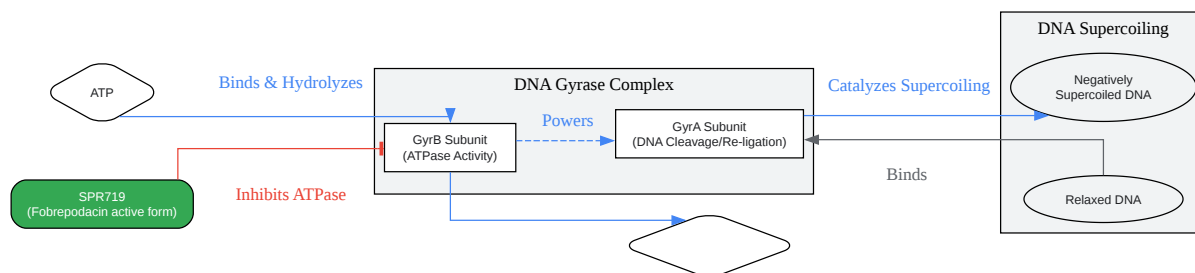 DNA Supercoiling
Binds & Hydrolyzes
DNA Gyrase Complex
Catalyzes Supercoiling
Negatively
Supercoiled DNA
ATP
Powers
GyrB Subunit
(ATPase Activity)
GyrA Subunit
(DNA Cleavage/Re-ligation)
Binds
SPR719
(Fobrepodacin active form)
Inhibits ATPase
Relaxed DNA